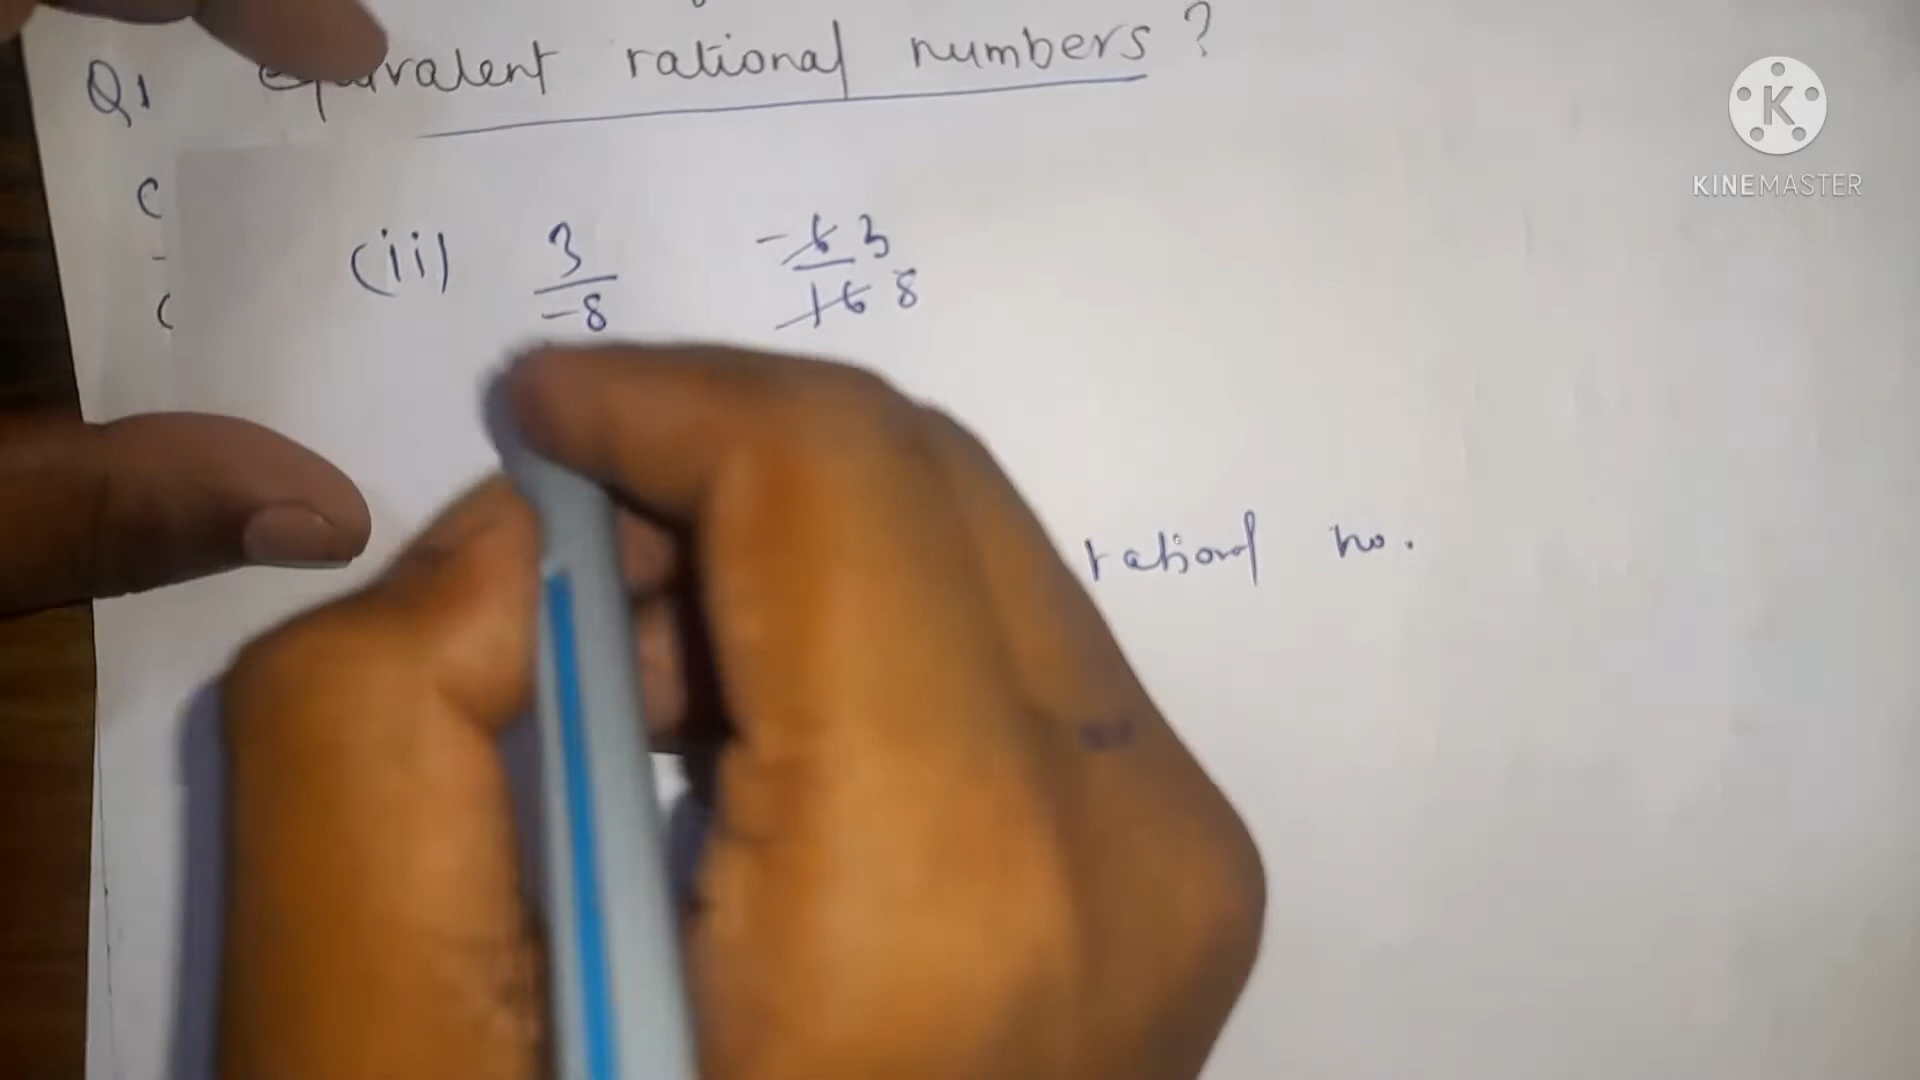 Q1 equivalent rational numbers ?
KINEMASTER
(ii) 3/-8 -6/16 3/8
rational no.